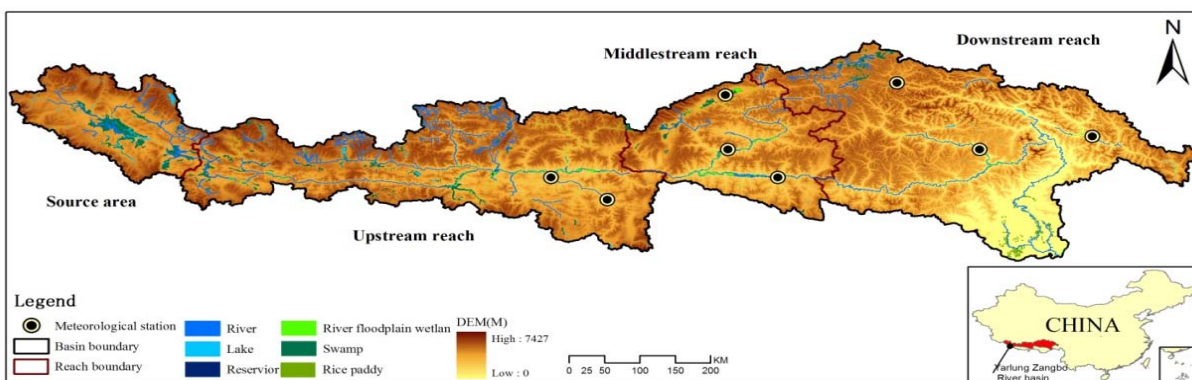 Middlestream reach
Downstream reach
N
Source area
Upstream reach
Legend
Meteorological station
Basin boundary
Reach boundary
River
Lake
Reservior
River floodplain wetlan
Swamp
Rice paddy
DEM(M)
High : 7427
Low : 0
0 25 50 100 150 200
KM
CHINA
Yarlung Zangbo
River basin